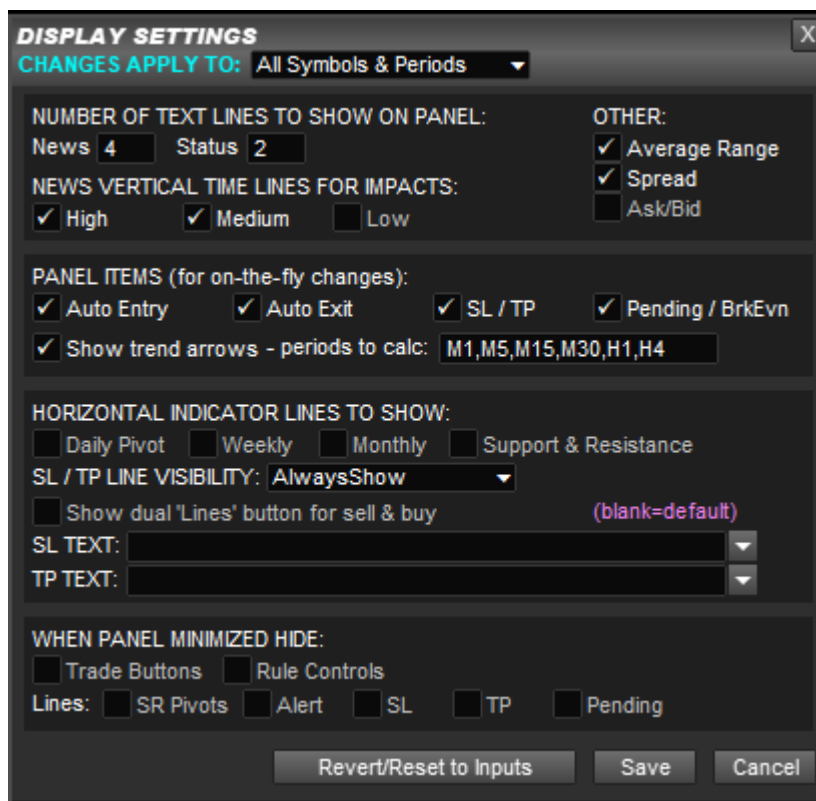 DISPLAY SETTINGS
X
CHANGES APPLY TO: All Symbols & Periods
NUMBER OF TEXT LINES TO SHOW ON PANEL:
News 4 Status 2
NEWS VERTICAL TIME LINES FOR IMPACTS:
High Medium Low
OTHER:
Average Range
Spread
Ask/Bid
PANEL ITEMS (for on-the-fly changes):
Auto Entry Auto Exit SL / TP Pending / BrkEvn
Show trend arrows - periods to calc: M1,M5,M15,M30,H1,H4
HORIZONTAL INDICATOR LINES TO SHOW:
Daily Pivot Weekly Monthly Support & Resistance
SL / TP LINE VISIBILITY: AlwaysShow
Show dual 'Lines' button for sell & buy (blank=default)
SL TEXT:
TP TEXT:
WHEN PANEL MINIMIZED HIDE:
Trade Buttons Rule Controls
Lines: SR Pivots Alert SL TP Pending
Revert/Reset to Inputs Save Cancel